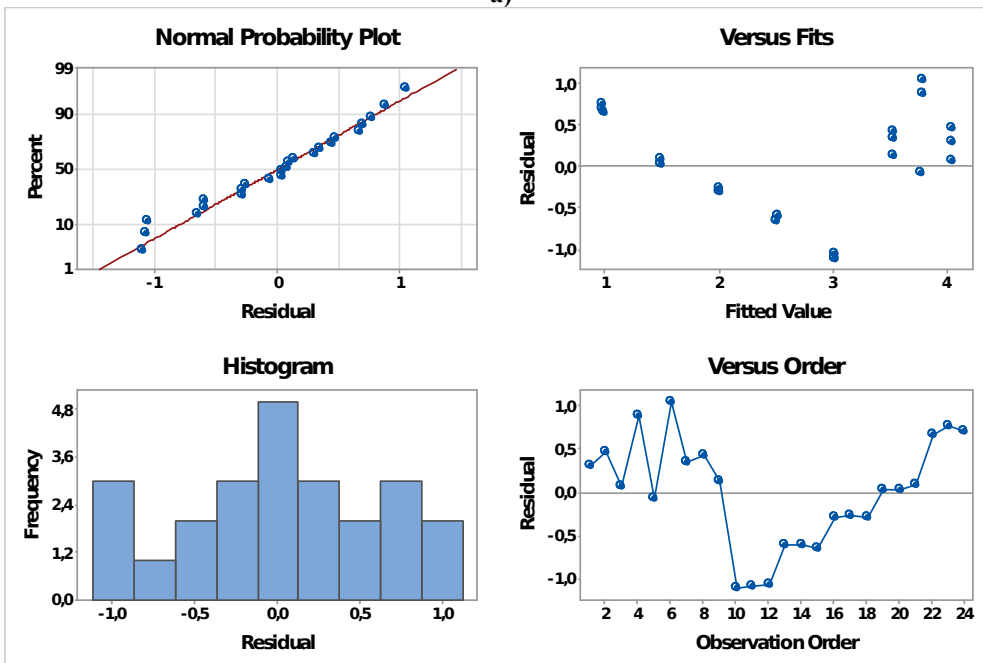 a)
Normal Probability Plot
99
90
50
10
1
Percent
-1 0 1
Residual
Versus Fits
1,0
0,5
0,0
-0,5
-1,0
Residual
1 2 3 4
Fitted Value
Histogram
4,8
3,6
2,4
1,2
0,0
Frequency
-1,0 -0,5 0,0 0,5 1,0
Residual
Versus Order
1,0
0,5
0,0
-0,5
-1,0
Residual
2 4 6 8 10 12 14 16 18 20 22 24
Observation Order